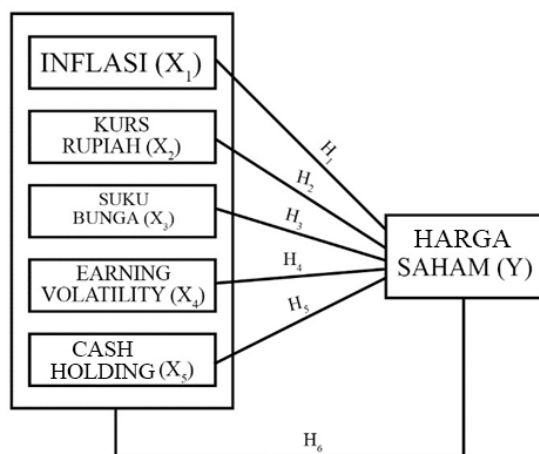 INFLASI (X₁)
KURS
RUPIAH (X₂)
SUKU
BUNGA (X₃)
EARNING
VOLATILITY (X₄)
CASH
HOLDING (X₅)
H₁
H₂
H₃
H₄
H₅
HARGA
SAHAM (Y)
H₆